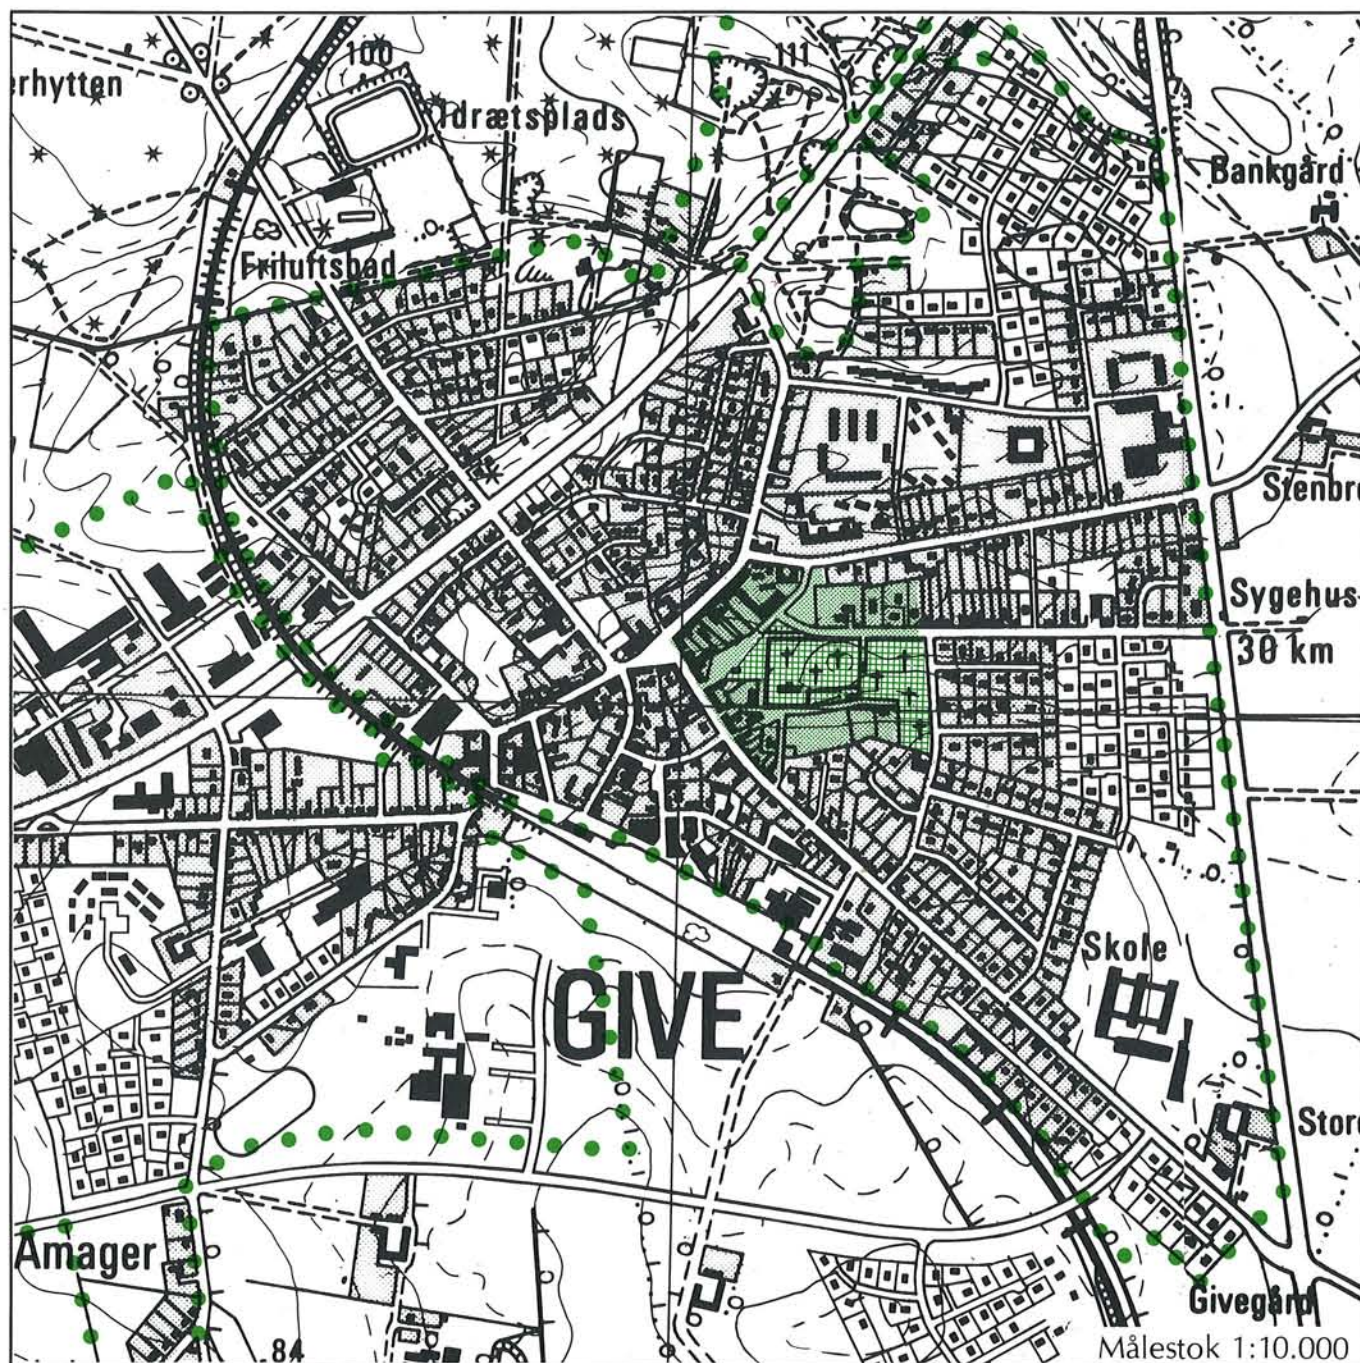 100
111
erhytten
Idrætsplads
Bankgård
Friluftsbad
Stenbr
Sygehus-
30 km
Skole
GIVE
Stor
Amager
Givegård
84
Målestok 1:10.000